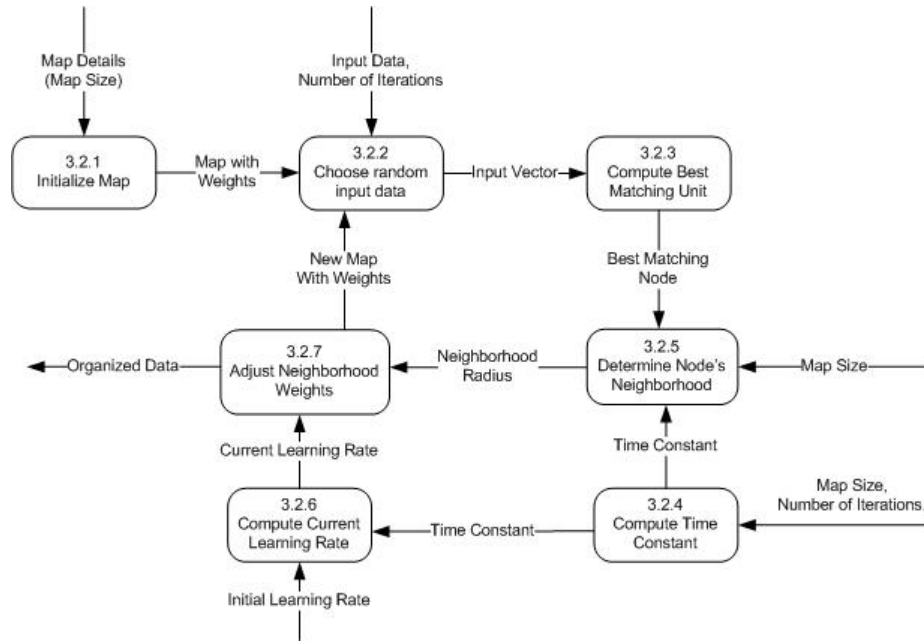 Map Details
(Map Size)
Input Data,
Number of Iterations
3.2.1
Initialize Map
Map with
Weights
3.2.2
Choose random
input data
Input Vector
3.2.3
Compute Best
Matching Unit
New Map
With Weights
Best Matching
Node
Organized Data
3.2.7
Adjust Neighborhood
Weights
Neighborhood
Radius
3.2.5
Determine Node's
Neighborhood
Map Size
Current Learning Rate
Time Constant
3.2.6
Compute Current
Learning Rate
Time Constant
3.2.4
Compute Time
Constant
Map Size,
Number of Iterations
Initial Learning Rate